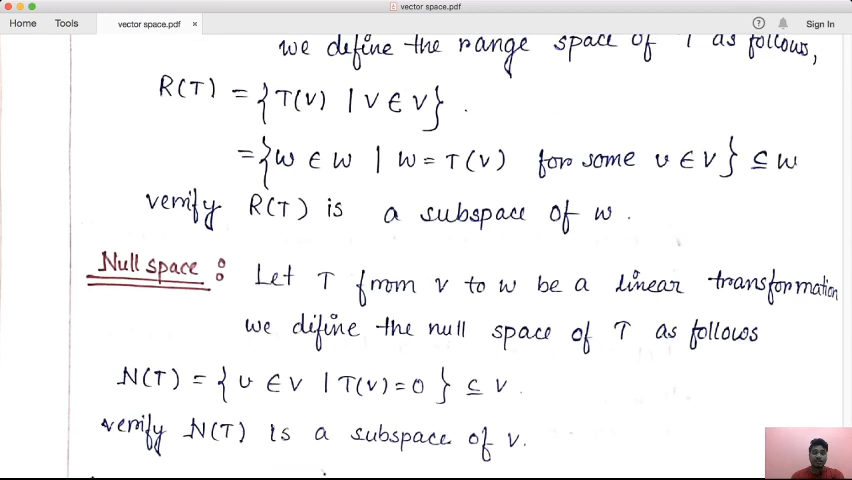 vector space.pdf
Home Tools vector space.pdf × Sign In
we define the range space of T as follows,
R(T) = {T(v) | v ∈ V}.
= {w ∈ W | w = T(v) for some v ∈ V} ⊆ W
verify R(T) is a subspace of W.
Null space : Let T from V to W be a linear transformation
we difine the null space of T as follows
N(T) = {v ∈ V | T(v) = 0} ⊆ V.
verify N(T) is a subspace of V.